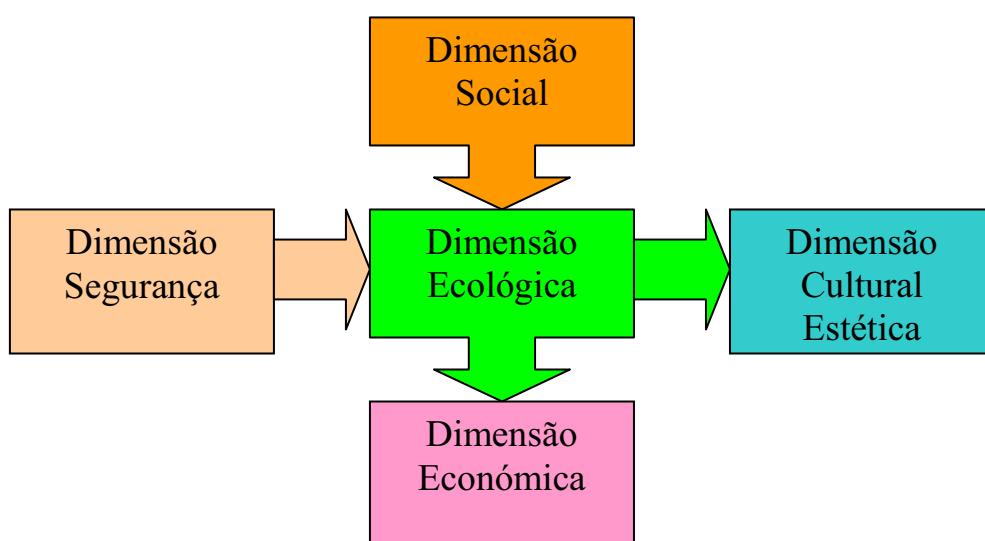 Dimensão
Social
Dimensão
Segurança
Dimensão
Ecológica
Dimensão
Cultural
Estética
Dimensão
Económica